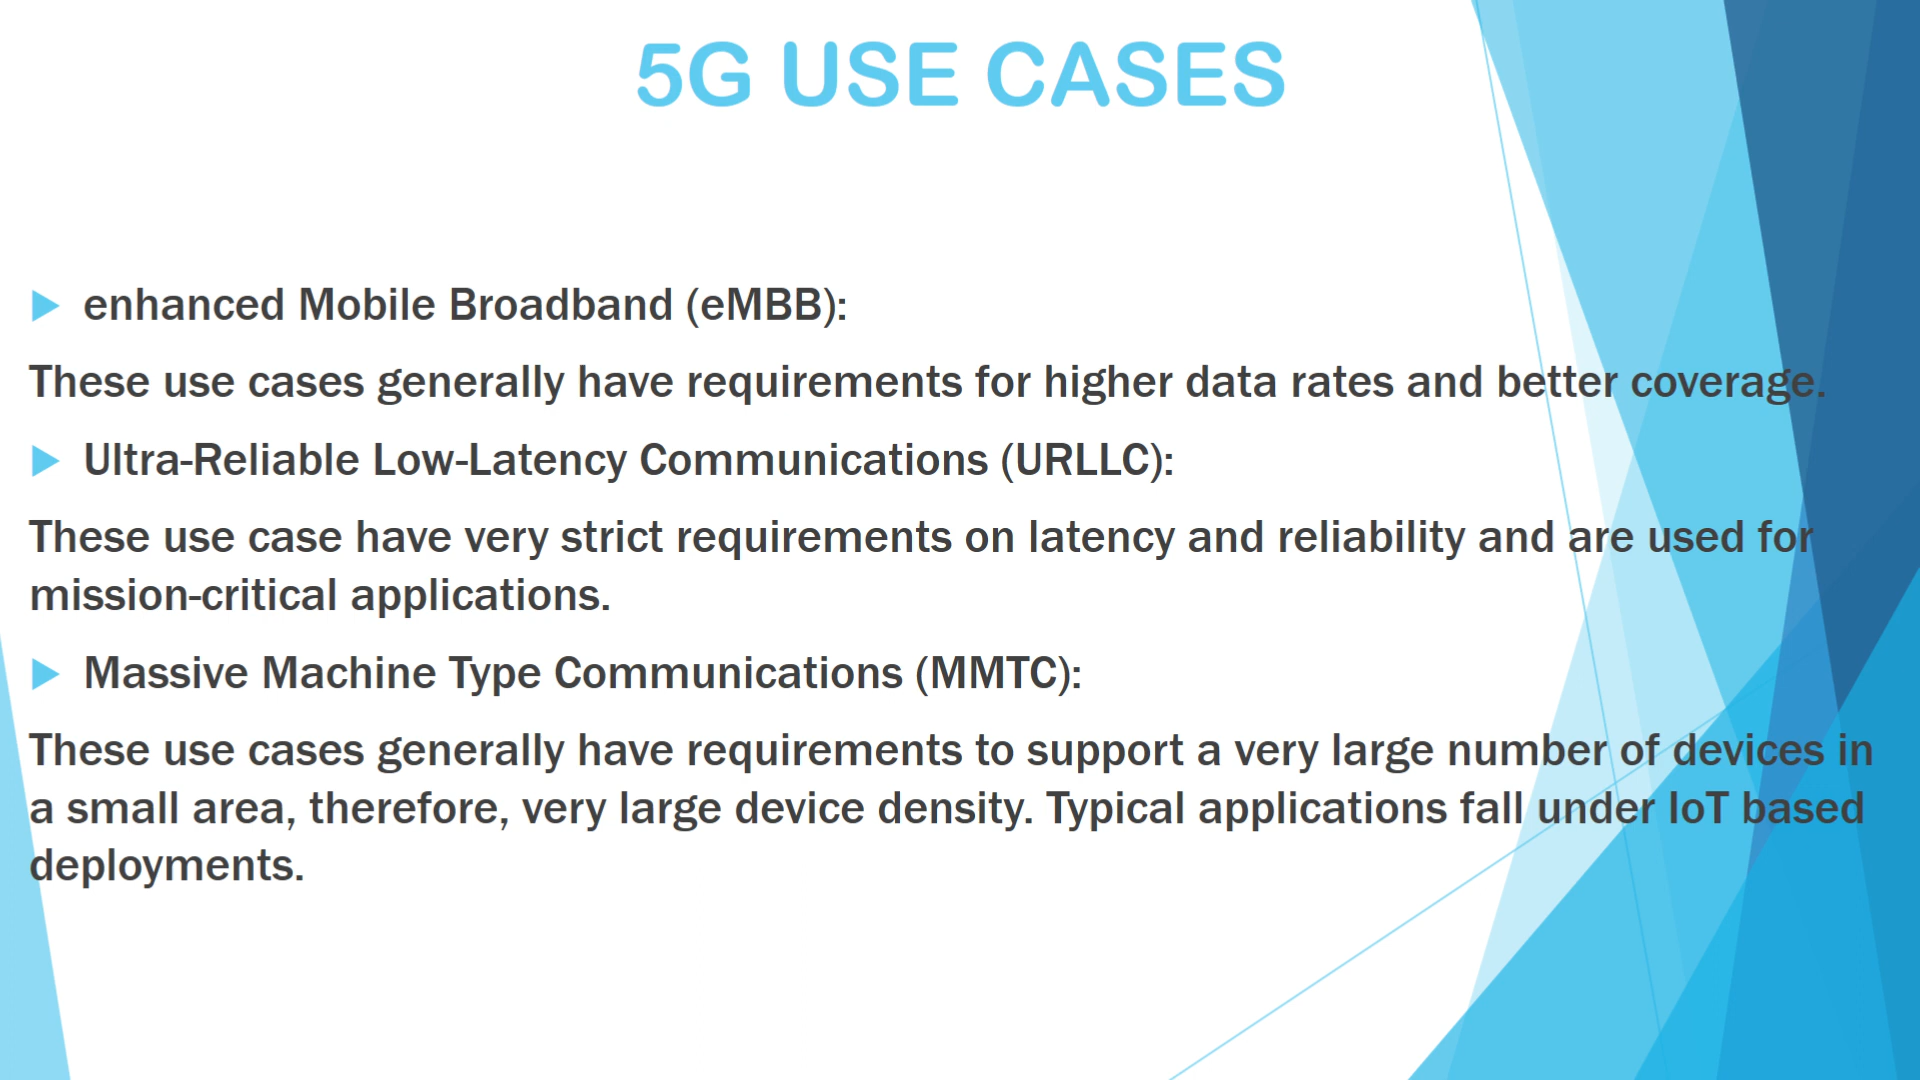 5G USE CASES
enhanced Mobile Broadband (eMBB):
These use cases generally have requirements for higher data rates and better coverage.
Ultra-Reliable Low-Latency Communications (URLLC):
These use case have very strict requirements on latency and reliability and are used for
mission-critical applications.
Massive Machine Type Communications (MMTC):
These use cases generally have requirements to support a very large number of devices in
a small area, therefore, very large device density. Typical applications fall under IoT based
deployments.